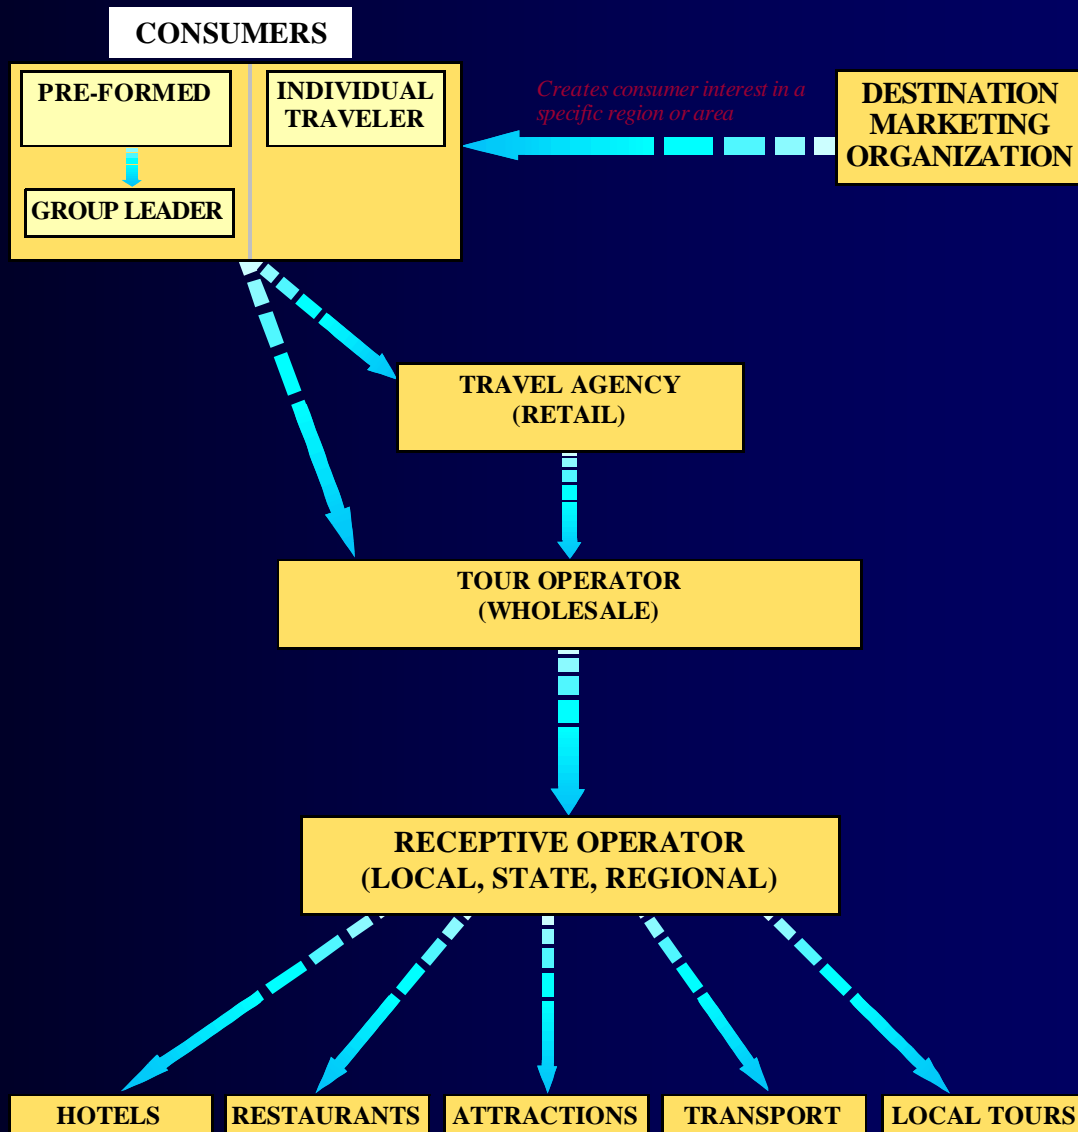 CONSUMERS
PRE-FORMED
GROUP LEADER
INDIVIDUAL
TRAVELER
Creates consumer interest in a
specific region or area
DESTINATION
MARKETING
ORGANIZATION
TRAVEL AGENCY
(RETAIL)
TOUR OPERATOR
(WHOLESALE)
RECEPTIVE OPERATOR
(LOCAL, STATE, REGIONAL)
HOTELS
RESTAURANTS
ATTRACTIONS
TRANSPORT
LOCAL TOURS